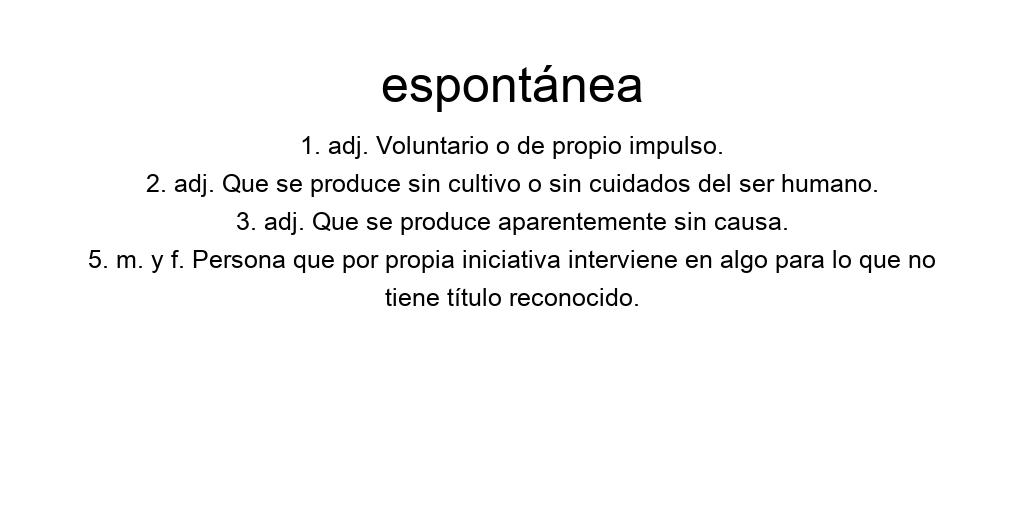 espontánea
1. adj. Voluntario o de propio impulso.
2. adj. Que se produce sin cultivo o sin cuidados del ser humano.
3. adj. Que se produce aparentemente sin causa.
5. m. y f. Persona que por propia iniciativa interviene en algo para lo que no
tiene título reconocido.